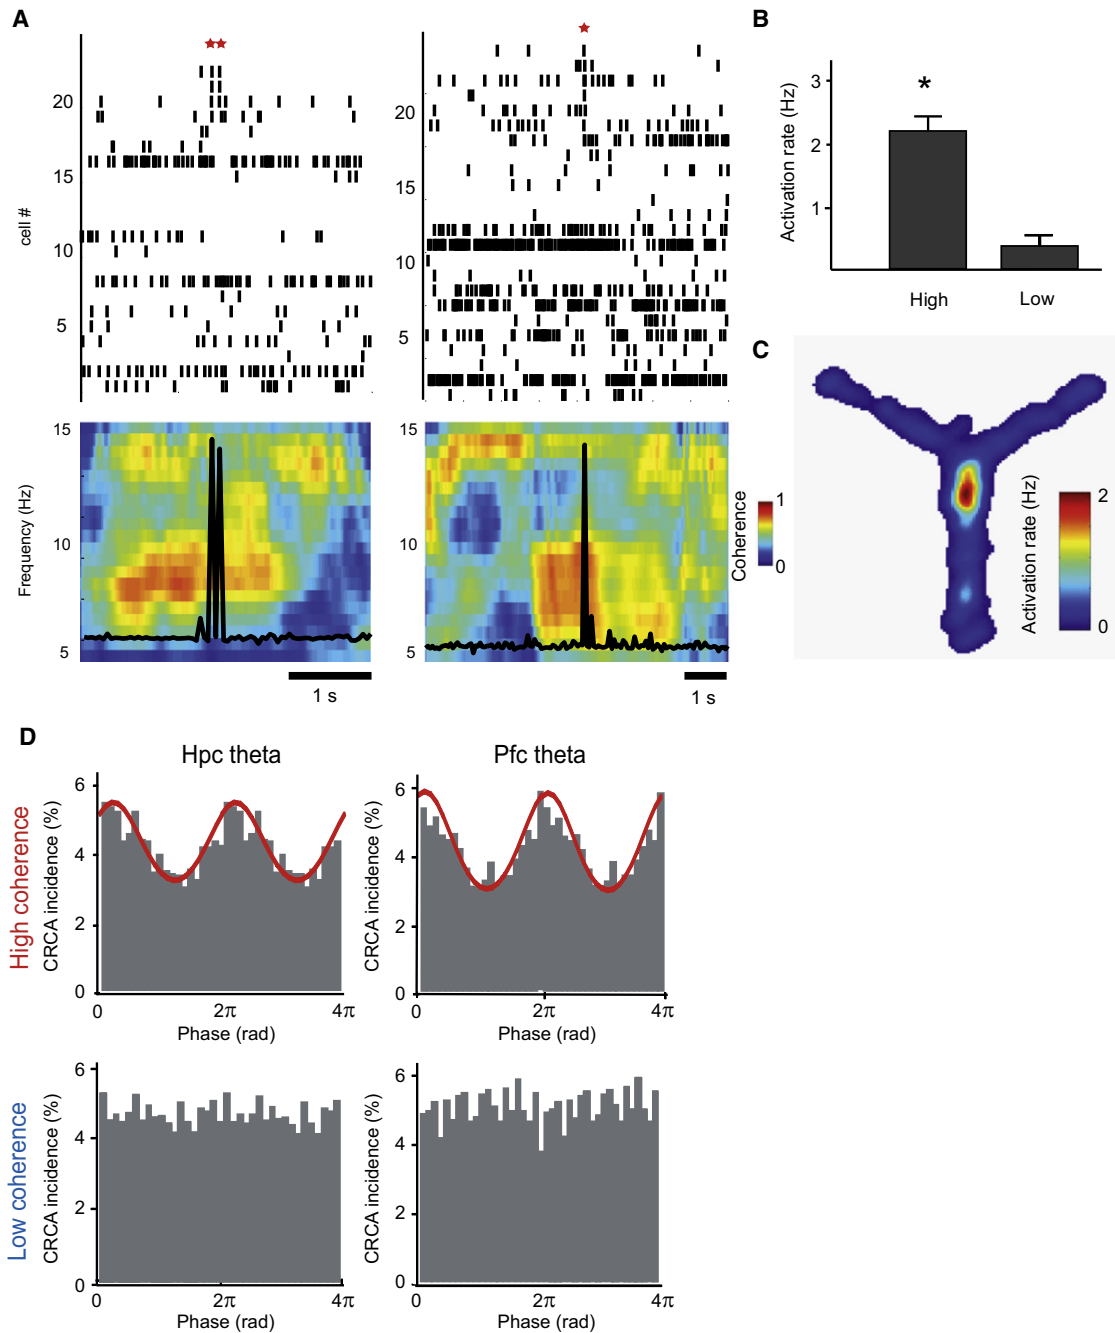 A
20
15
10
5
cell #
20
15
10
5
15
10
5
Frequency (Hz)
1 s
15
10
5
1 s
Coherence
1
0
B
Activation rate (Hz)
3
2
1
*
High
Low
C
Activation rate (Hz)
2
0
D
Hpc theta
Pfc theta
High coherence
CRCA incidence (%)
6
4
2
0
0
2π
4π
Phase (rad)
CRCA incidence (%)
6
4
2
0
0
2π
4π
Phase (rad)
Low coherence
CRCA incidence (%)
6
4
2
0
0
2π
4π
Phase (rad)
CRCA incidence (%)
6
4
2
0
0
2π
4π
Phase (rad)